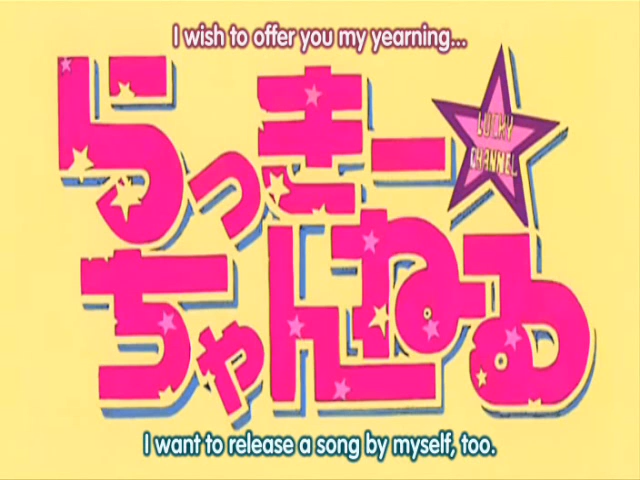 I wish to offer you my yearning...
らっきー
LUCKY
CHANNEL
ちゃんねる
I want to release a song by myself, too.